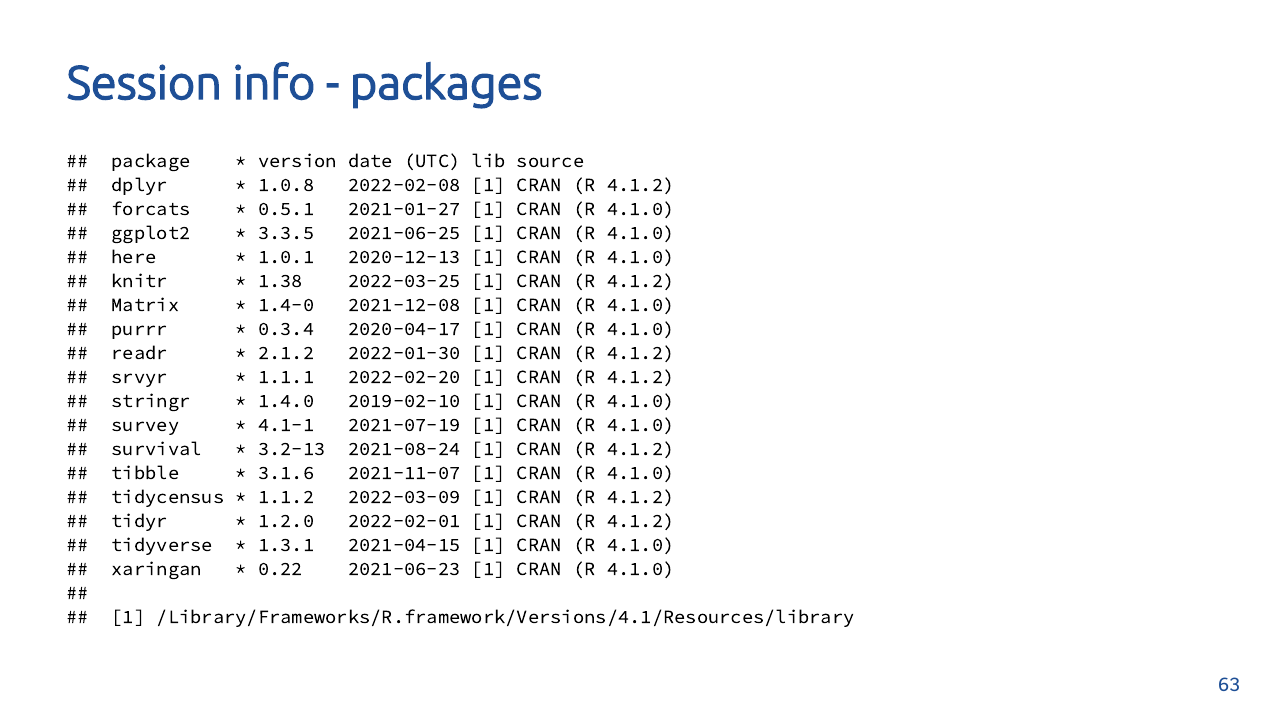 Session info - packages
##  package    * version date (UTC) lib source
##  dplyr      * 1.0.8   2022-02-08 [1] CRAN (R 4.1.2)
##  forcats    * 0.5.1   2021-01-27 [1] CRAN (R 4.1.0)
##  ggplot2    * 3.3.5   2021-06-25 [1] CRAN (R 4.1.0)
##  here       * 1.0.1   2020-12-13 [1] CRAN (R 4.1.0)
##  knitr      * 1.38    2022-03-25 [1] CRAN (R 4.1.2)
##  Matrix     * 1.4-0   2021-12-08 [1] CRAN (R 4.1.0)
##  purrr      * 0.3.4   2020-04-17 [1] CRAN (R 4.1.0)
##  readr      * 2.1.2   2022-01-30 [1] CRAN (R 4.1.2)
##  srvyr      * 1.1.1   2022-02-20 [1] CRAN (R 4.1.2)
##  stringr    * 1.4.0   2019-02-10 [1] CRAN (R 4.1.0)
##  survey     * 4.1-1   2021-07-19 [1] CRAN (R 4.1.0)
##  survival   * 3.2-13  2021-08-24 [1] CRAN (R 4.1.2)
##  tibble     * 3.1.6   2021-11-07 [1] CRAN (R 4.1.0)
##  tidycensus * 1.1.2   2022-03-09 [1] CRAN (R 4.1.2)
##  tidyr      * 1.2.0   2022-02-01 [1] CRAN (R 4.1.2)
##  tidyverse  * 1.3.1   2021-04-15 [1] CRAN (R 4.1.0)
##  xaringan   * 0.22    2021-06-23 [1] CRAN (R 4.1.0)
##
##  [1] /Library/Frameworks/R.framework/Versions/4.1/Resources/library
63